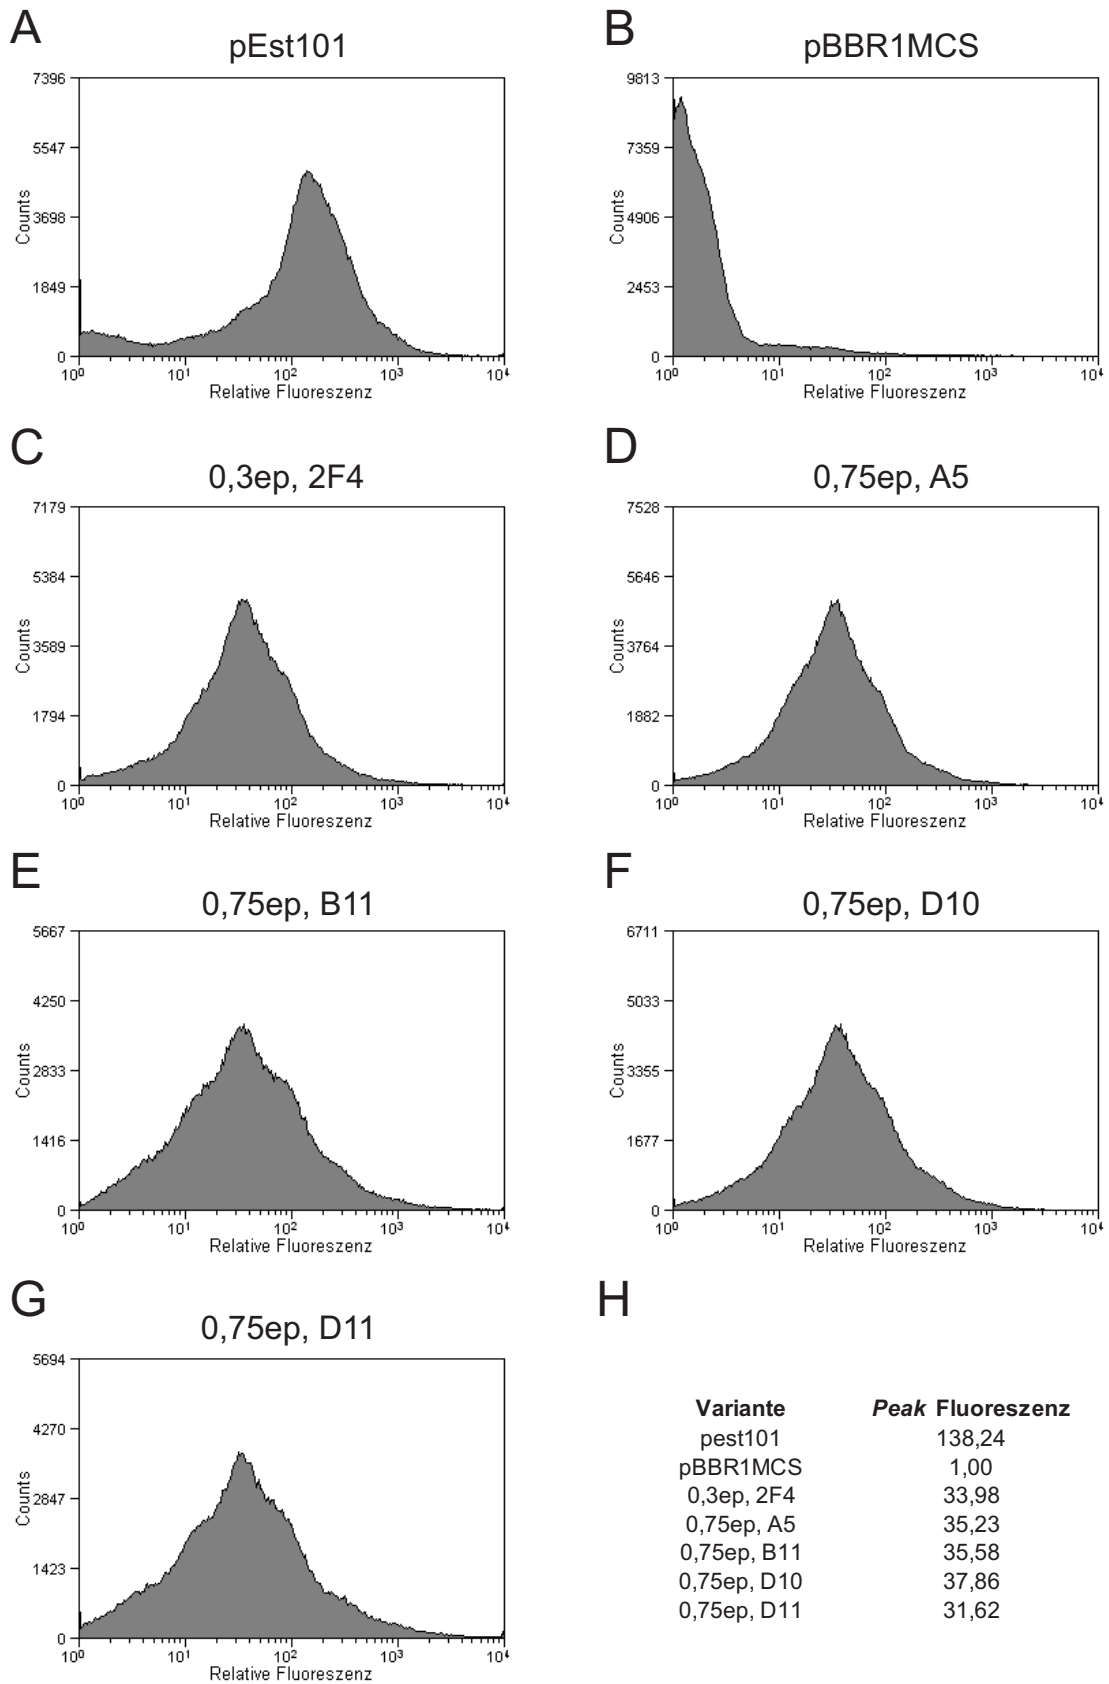 A
pEst101
7396
5547
3698
1849
0
Counts
10⁰ 10¹ 10² 10³ 10⁴
Relative Fluoreszenz
B
pBBR1MCS
9813
7359
4906
2453
0
Counts
10⁰ 10¹ 10² 10³ 10⁴
Relative Fluoreszenz
C
0,3ep, 2F4
7179
5384
3589
1794
0
Counts
10⁰ 10¹ 10² 10³ 10⁴
Relative Fluoreszenz
D
0,75ep, A5
7528
5646
3764
1882
0
Counts
10⁰ 10¹ 10² 10³ 10⁴
Relative Fluoreszenz
E
0,75ep, B11
5667
4250
2833
1416
0
Counts
10⁰ 10¹ 10² 10³ 10⁴
Relative Fluoreszenz
F
0,75ep, D10
6711
5033
3355
1677
0
Counts
10⁰ 10¹ 10² 10³ 10⁴
Relative Fluoreszenz
G
0,75ep, D11
5694
4270
2847
1423
0
Counts
10⁰ 10¹ 10² 10³ 10⁴
Relative Fluoreszenz
H
Variante Peak Fluoreszenz
pest101 138,24
pBBR1MCS 1,00
0,3ep, 2F4 33,98
0,75ep, A5 35,23
0,75ep, B11 35,58
0,75ep, D10 37,86
0,75ep, D11 31,62